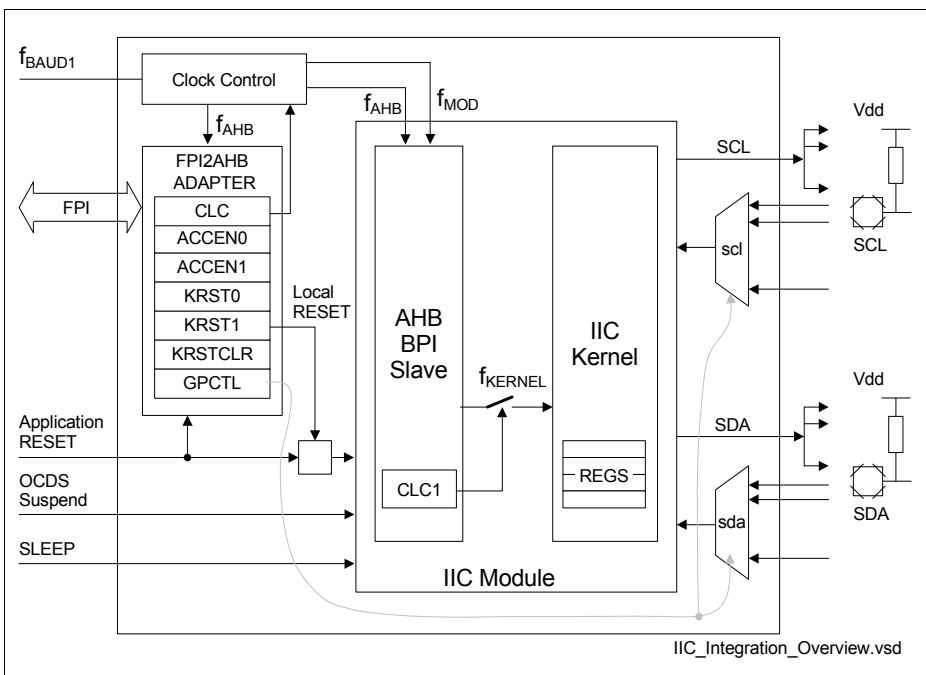 fBAUD1
Clock Control
fAHB
fAHB
fMOD
FPI2AHB
ADAPTER
FPI
CLC
ACCEN0
ACCEN1
KRST0
KRST1
KRSTCLR
GPCTL
Local
RESET
AHB
BPI
Slave
CLC1
fKERNEL
IIC
Kernel
REGS
IIC Module
Application
RESET
OCDS
Suspend
SLEEP
SCL
scl
Vdd
SCL
SDA
sda
Vdd
SDA
IIC_Integration_Overview.vsd